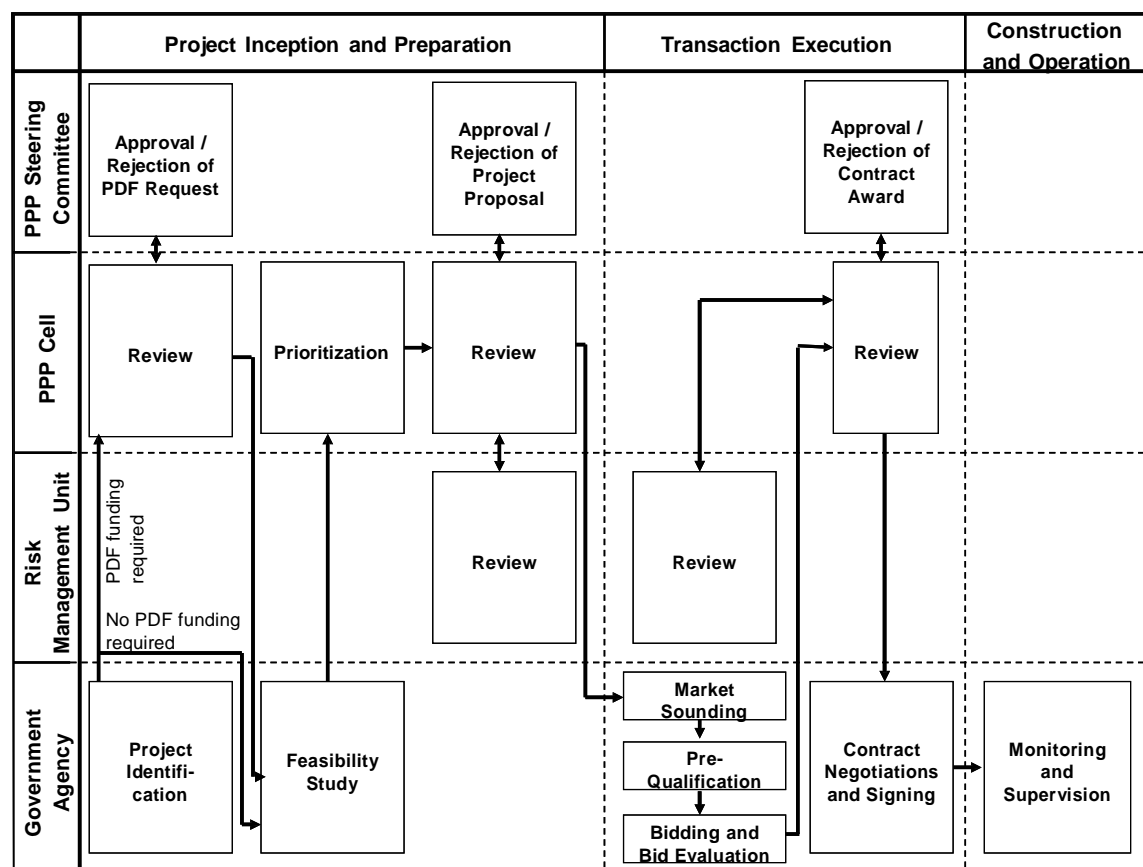 Project Inception and Preparation
Transaction Execution
Construction
and Operation
PPP Steering
Committee
Approval /
Rejection of
PDF Request
Approval /
Rejection of
Project
Proposal
Approval /
Rejection of
Contract
Award
PPP Cell
Review
Prioritization
Review
Review
Risk
Management Unit
PDF funding
required
No PDF funding
required
Review
Review
Government
Agency
Project
Identifi-
cation
Feasibility
Study
Market
Sounding
Pre-
Qualification
Bidding and
Bid Evaluation
Contract
Negotiations
and Signing
Monitoring
and
Supervision